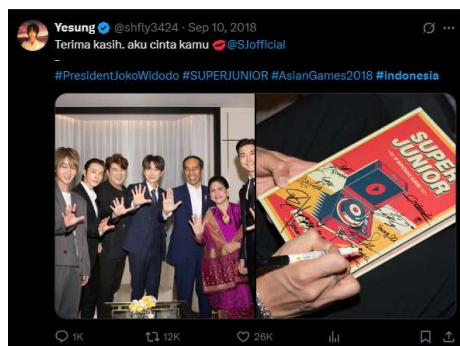 Yesung @shfly3424 · Sep 10, 2018
Terima kasih. aku cinta kamu 💋 @SJofficial
-
#PresidentJokoWidodo #SUPERJUNIOR #AsianGames2018 #indonesia
SUPER
JUNIOR
1K 12K 26K